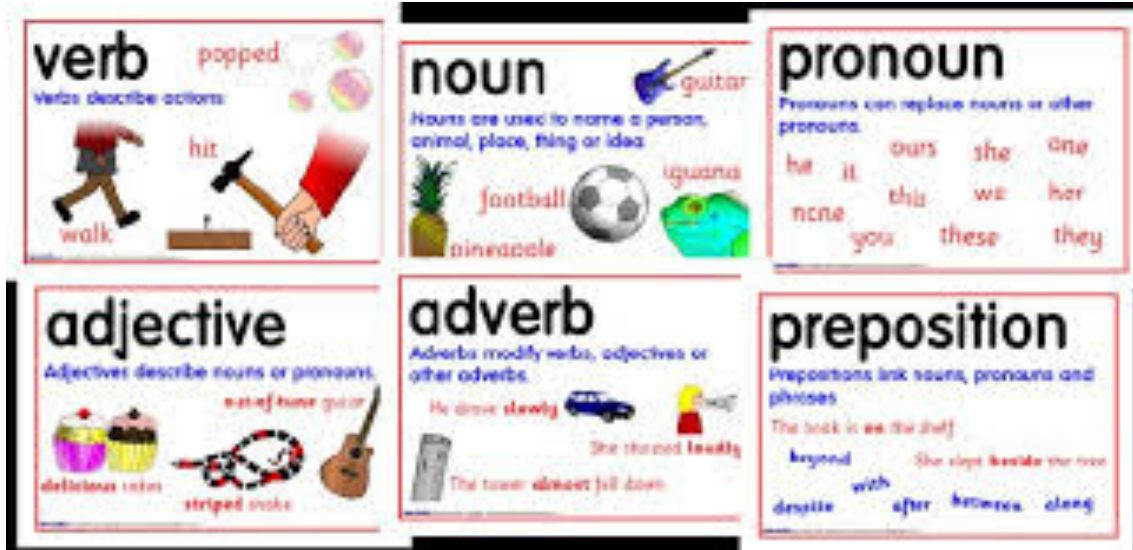 verb
popped
Verbs describe actions
hit
walk
noun
guitar
Nouns are used to name a person,
animal, place, thing or idea
iguana
football
pineapple
pronoun
Pronouns can replace nouns or other
pronouns.
he it ours she one
none this we her
you these they
adjective
Adjectives describe nouns or pronouns.
out-of-tune guitar
delicious cakes
striped snake
adverb
Adverbs modify verbs, adjectives or
other adverbs.
He drove slowly
She shouted loudly
The tower almost fell down
preposition
Prepositions link nouns, pronouns and
phrases
The book is on the shelf
beyond
She slept beside the tree
with
despite after between along